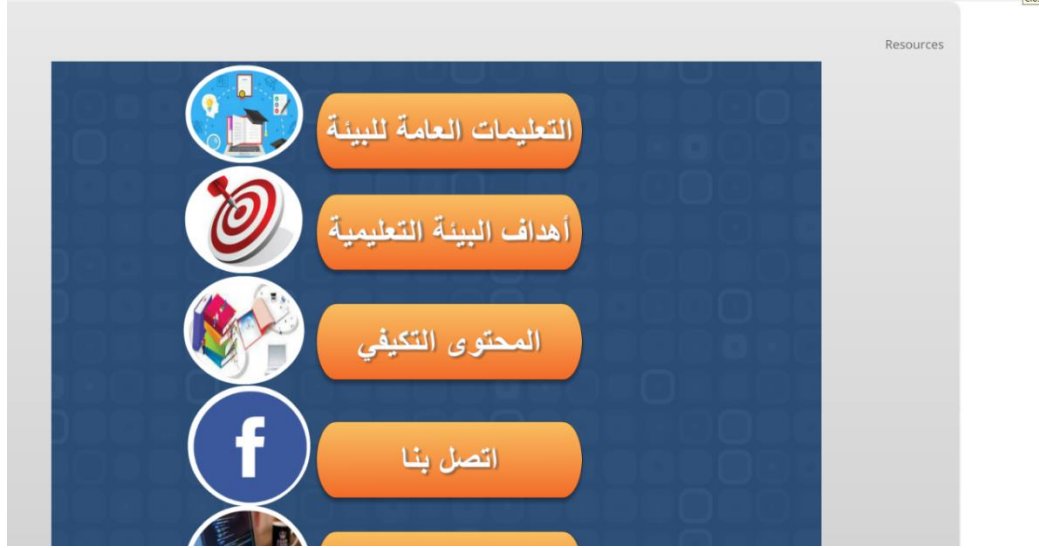 Resources
التعليمات العامة للبيئة
أهداف البيئة التعليمية
المحتوى التكيفي
اتصل بنا